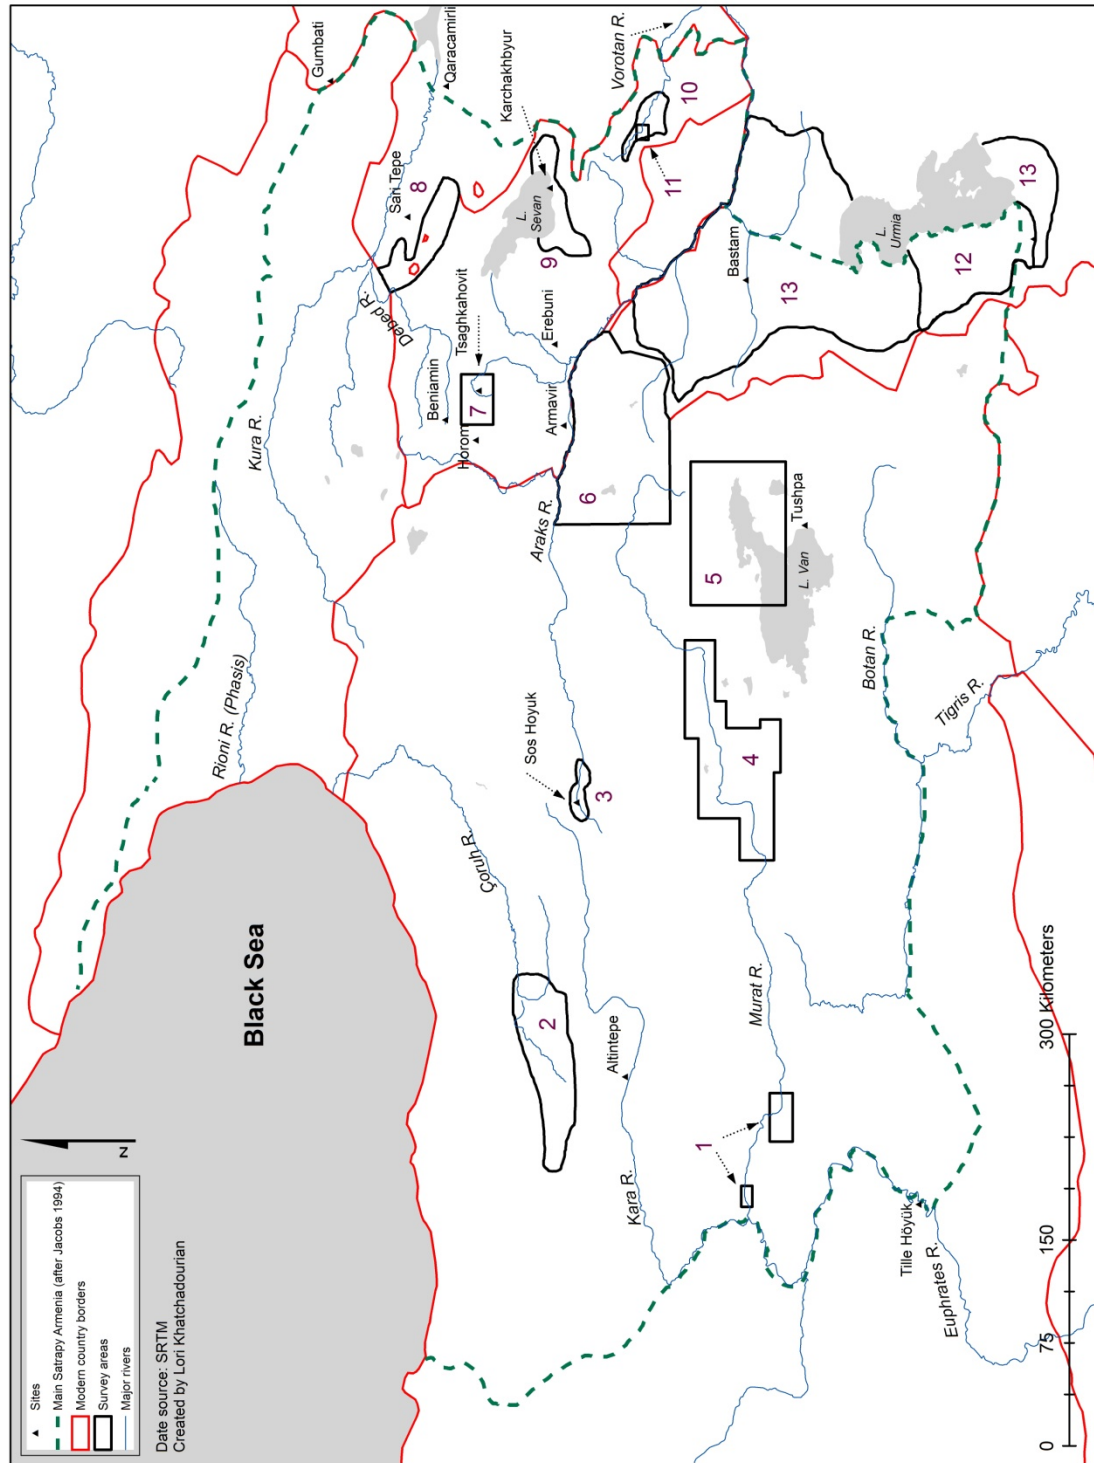 Sites
Main Satrapy Armenia (after Jacobs 1994)
Modern country borders
Survey areas
Major rivers
Date source: SRTM
Created by Lori Khatchadourian
N
Black Sea
Rioni R. (Phasis)
Kura R.
Gumbati
Qaracamirli
Sari Tepe
8
Debed R.
Karchakhbyur
L.
Sevan
9
Vorotan R.
10
11
Tsaghkahovit
Beniamin
7
Horom
Erebuni
Armavir
Araks R.
6
Çoruh R.
2
Sos Hoyuk
3
Altintepe
Kara R.
Murat R.
1
4
5
L. Van
Tushpa
Bastam
13
L.
Urmia
12
13
Botan R.
Tigris R.
Tille Höyük
Euphrates R.
0
75
150
300 Kilometers